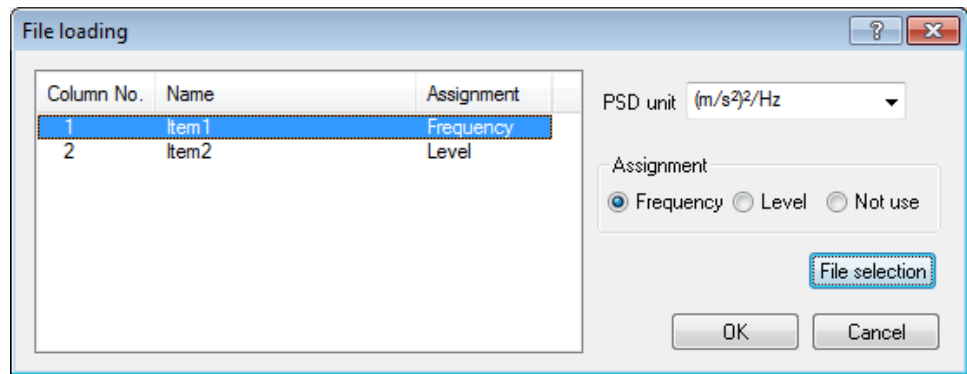 File loading
Column No. Name Assignment
1 Item1 Frequency
2 Item2 Level
PSD unit (m/s²)²/Hz
Assignment
Frequency Level Not use
File selection
OK Cancel